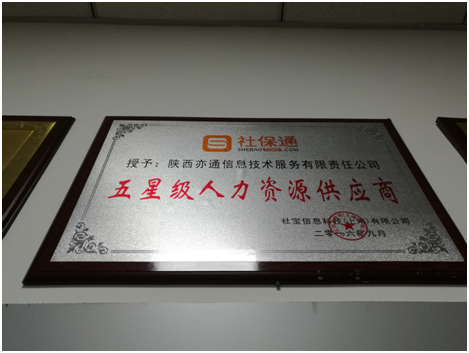 社保通
授予：陕西亦通信息技术服务有限责任公司
五星级人力资源供应商
社宝信息科技(上海)有限公司
二零一六年九月